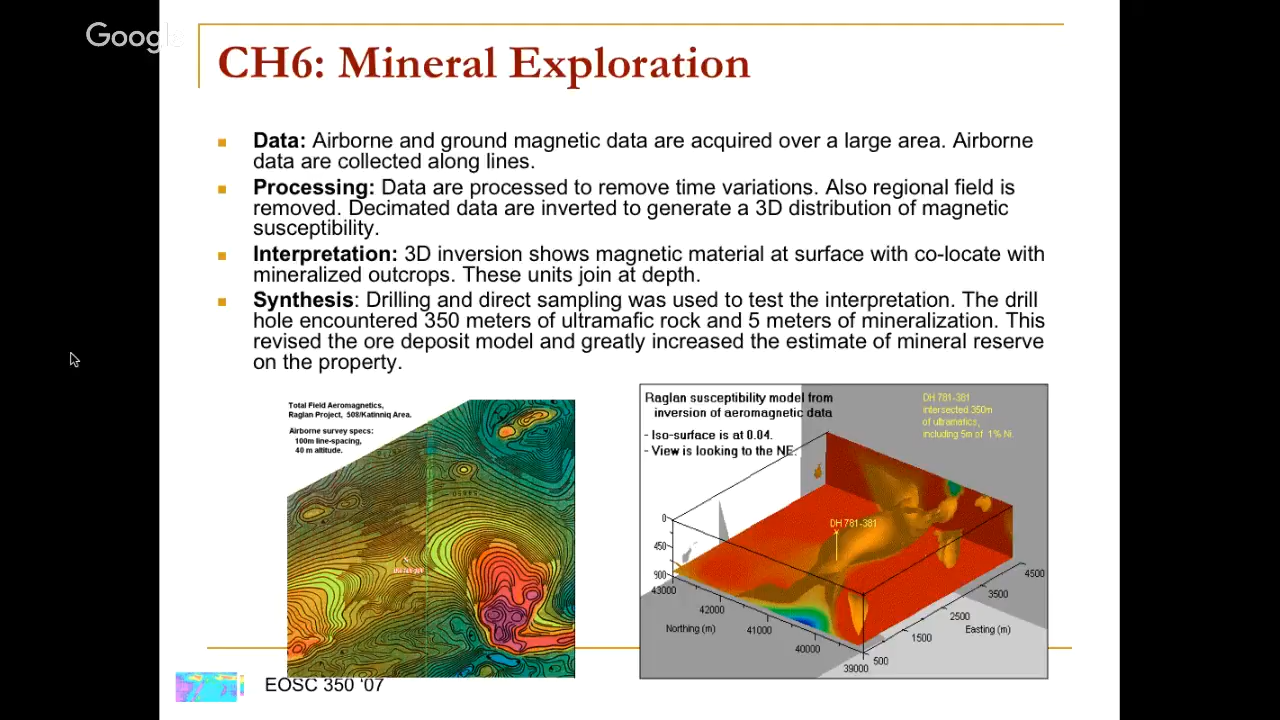 Google
CH6: Mineral Exploration
Data: Airborne and ground magnetic data are acquired over a large area. Airborne
data are collected along lines.
Processing: Data are processed to remove time variations. Also regional field is
removed. Decimated data are inverted to generate a 3D distribution of magnetic
susceptibility.
Interpretation: 3D inversion shows magnetic material at surface with co-locate with
mineralized outcrops. These units join at depth.
Synthesis: Drilling and direct sampling was used to test the interpretation. The drill
hole encountered 350 meters of ultramafic rock and 5 meters of mineralization. This
revised the ore deposit model and greatly increased the estimate of mineral reserve
on the property.
Total Field Aeromagnetics,
Raglan Project, 508/Katinniq Area.
Airborne survey specs:
100m line-spacing,
40 m altitude.
Raglan susceptibility model from
inversion of aeromagnetic data
- Iso-surface is at 0.04.
- View is looking to the NE.
DH 781-381
intersected 350m
of ultramafics,
including 5m of 1% Ni.
DH 781-381
0
450
900
43000
42000
41000
40000
39000
Northing (m)
500
1500
2500
3500
4500
Easting (m)
EOSC 350 '07